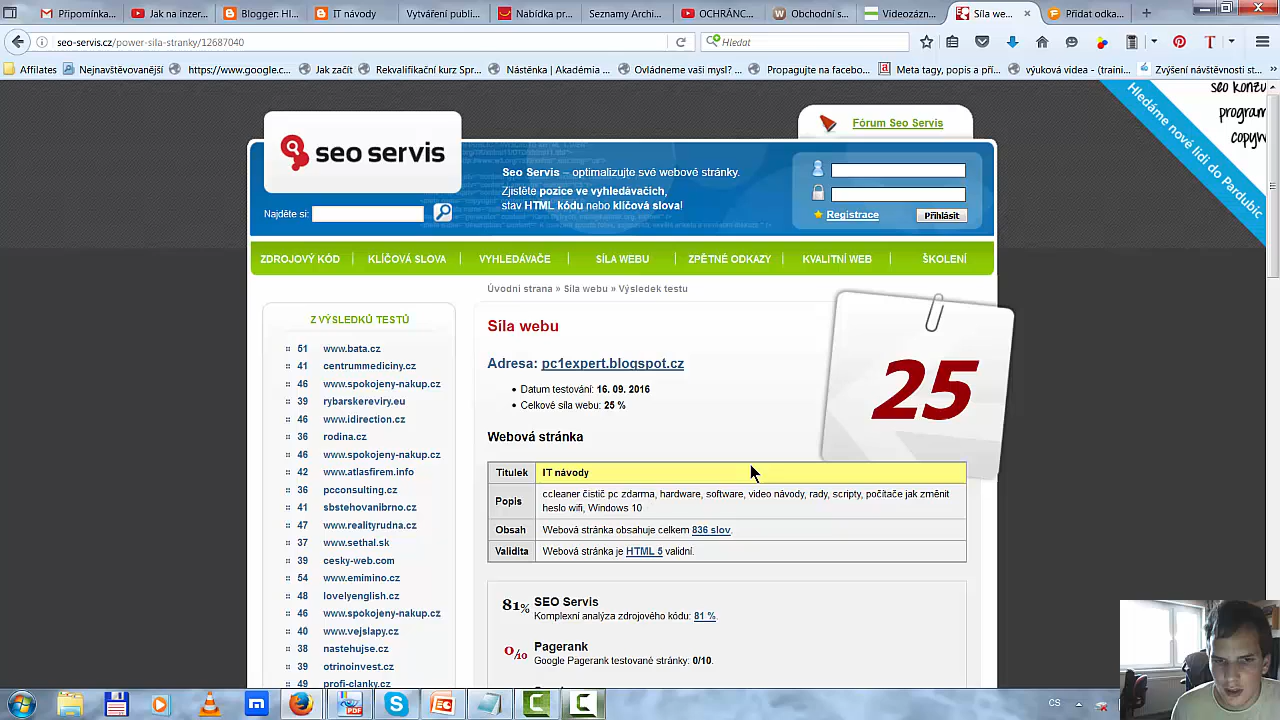 Připomínka...
Jak na inzer...
Blogger: HI...
IT návody
Vytváření publi...
Nabídka por...
Seznamy Archiv...
OCHRÁNC...
Obchodní s...
Videozázn...
Síla we...
Přidat odka...
seo-servis.cz/power-sila-stranky/12687040
Hledat
Affilates
Nejnavštěvovanější
https://www.google.c...
Jak začít
Rekvalifikační kurz Spr...
Nástěnka | Akadémia ...
Ovládneme vaši mysl? ...
Propagujte na facebo...
Meta tagy, popis a pří...
výuková videa - (traini...
Zvýšení návštěvnosti st...
seo servis
Fórum Seo Servis
Seo Servis – optimalizujte své webové stránky.
Zjistěte pozice ve vyhledávačích,
stav HTML kódu nebo klíčová slova!
Najděte si:
Registrace
Přihlásit
Hledáme nové lidi do Pardubic
seo konzu
program
copyrw
ZDROJOVÝ KÓD
KLÍČOVÁ SLOVA
VYHLEDÁVAČE
SÍLA WEBU
ZPĚTNÉ ODKAZY
KVALITNÍ WEB
ŠKOLENÍ
Úvodní strana » Síla webu » Výsledek testu
Z VÝSLEDKŮ TESTŮ
51 www.bata.cz
41 centrummediciny.cz
46 www.spokojeny-nakup.cz
39 rybarskereviry.eu
46 www.idirection.cz
36 rodina.cz
46 www.spokojeny-nakup.cz
42 www.atlasfirem.info
36 pcconsulting.cz
41 sbstehovanibrno.cz
47 www.realityrudna.cz
37 www.sethal.sk
39 cesky-web.com
54 www.emimino.cz
48 lovelyenglish.cz
46 www.spokojeny-nakup.cz
40 www.vejslapy.cz
38 nastehujse.cz
39 otrinoinvest.cz
49 profi-clanky.cz
Síla webu
Adresa: pc1expert.blogspot.cz
Datum testování: 16. 09. 2016
Celkové síla webu: 25 %
25
Webová stránka
Titulek IT návody
Popis ccleaner čistič pc zdarma, hardware, software, video návody, rady, scripty, počítače jak změnit
heslo wifi, Windows 10
Obsah Webová stránka obsahuje celkem 836 slov.
Validita Webová stránka je HTML 5 validní.
81% SEO Servis
Komplexní analýza zdrojového kódu: 81 %.
0/10 Pagerank
Google Pagerank testované stránky: 0/10.
CS